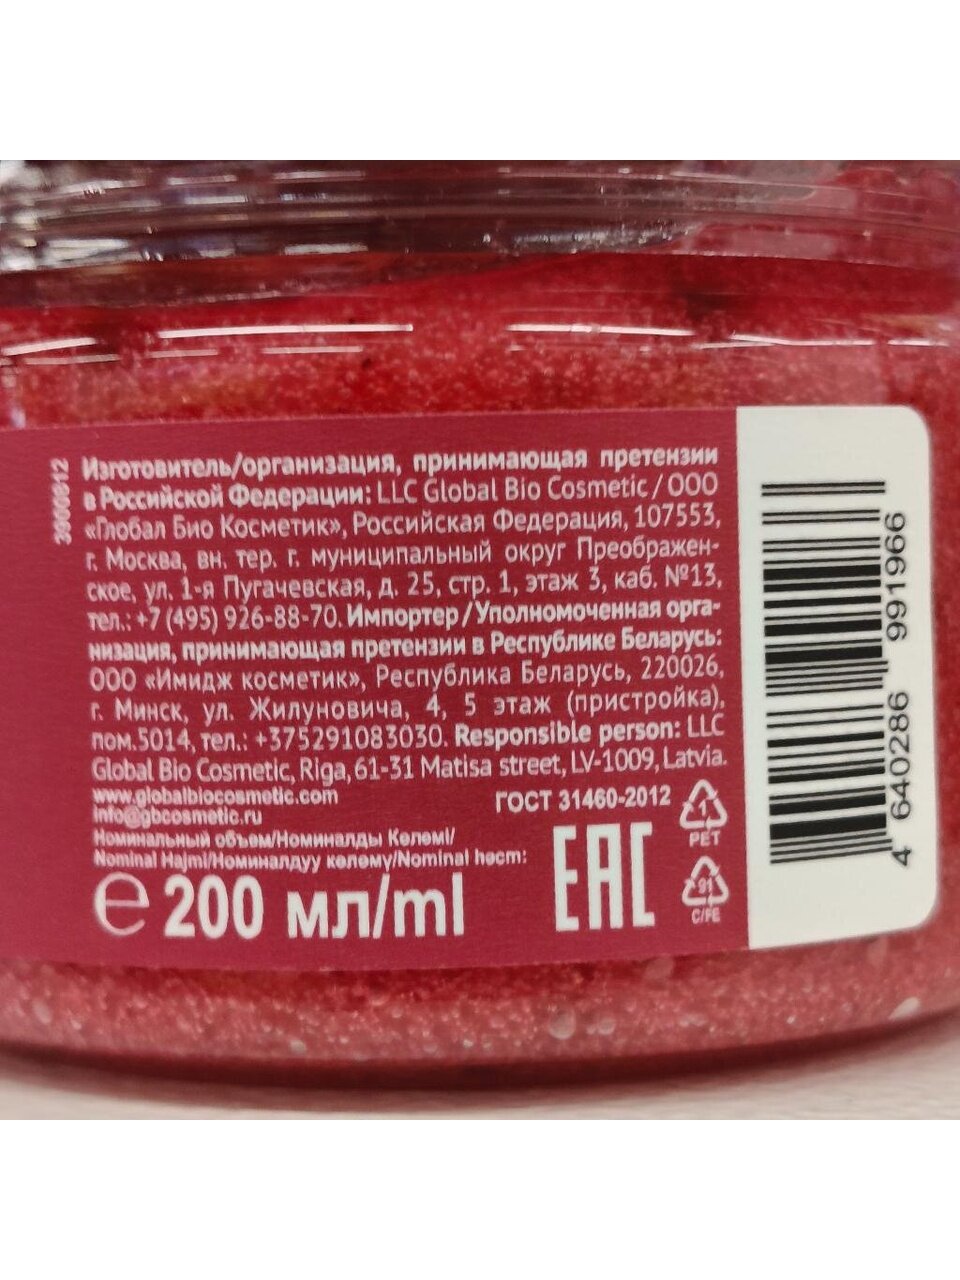 3900812
Изготовитель/организация, принимающая претензии
в Российской Федерации: LLC Global Bio Cosmetic / ООО
«Глобал Био Косметик», Российская Федерация, 107553,
г. Москва, вн. тер. г. муниципальный округ Преображен-
ское, ул. 1-я Пугачевская, д. 25, стр. 1, этаж 3, каб. №13,
тел.: +7 (495) 926-88-70. Импортер / Уполномоченная орга-
низация, принимающая претензии в Республике Беларусь:
ООО «Имидж косметик», Республика Беларусь, 220026,
г. Минск, ул. Жилуновича, 4, 5 этаж (пристройка),
пом.5014, тел.: +375291083030. Responsible person: LLC
Global Bio Cosmetic, Riga, 61-31 Matisa street, LV-1009, Latvia.
www.globalbiocosmetic.com
info@gbcosmetic.ru
ГОСТ 31460-2012
Номинальный объем/Номиналды Көлемі/
Nominal Hajmi/Номиналдуу көлөмү/Nominal həcm:
℮ 200 мл/ml
EAC
1
PET
91
C/PE
4 640286 991966